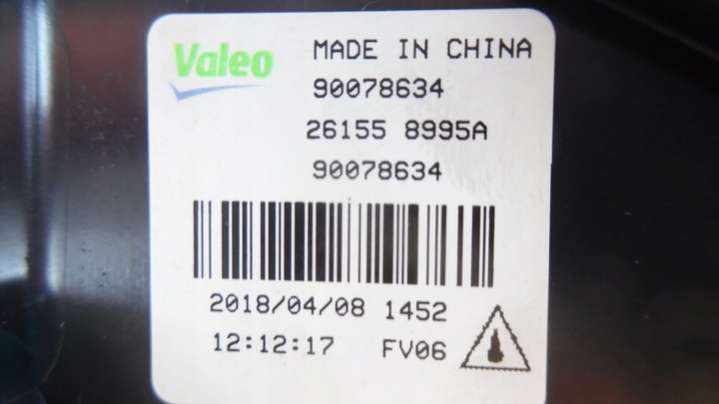 Valeo MADE IN CHINA
90078634
26155 8995A
90078634
2018/04/08 1452
12:12:17 FV06